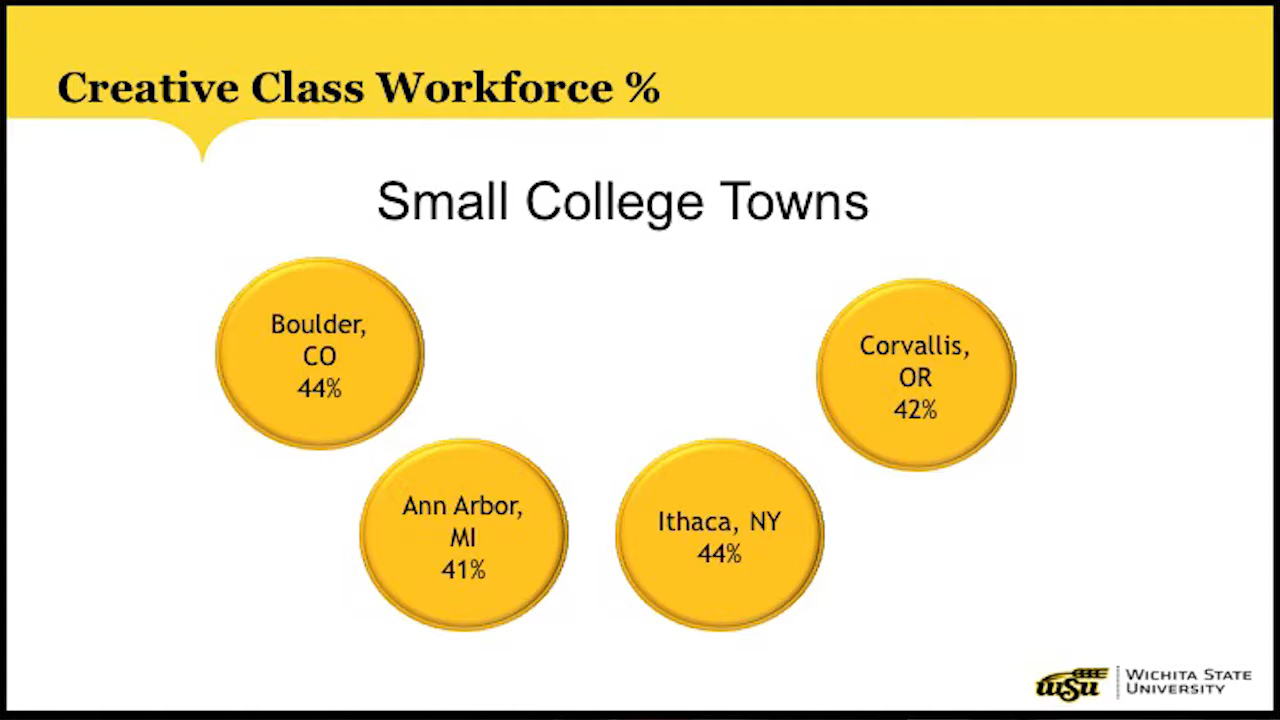 Creative Class Workforce %
Small College Towns
Boulder,
CO
44%
Corvallis,
OR
42%
Ann Arbor,
MI
41%
Ithaca, NY
44%
wsu
WICHITA STATE
UNIVERSITY